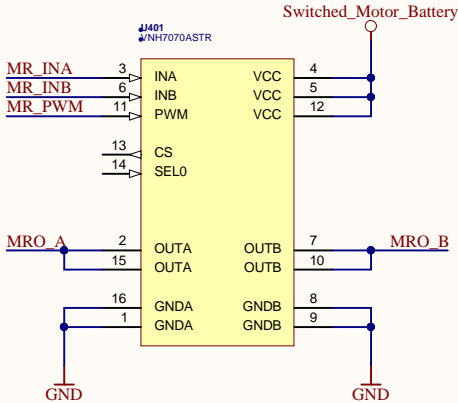 Switched_Motor_Battery
U401
VNH7070ASTR
MR_INA 3 INA VCC 4
MR_INB 6 INB VCC 5
MR_PWM 11 PWM VCC 12
13 CS
14 SEL0
MRO_A 2 OUTA OUTB 7 MRO_B
15 OUTA OUTB 10
16 GNDA GNDB 8
1 GNDA GNDB 9
GND GND